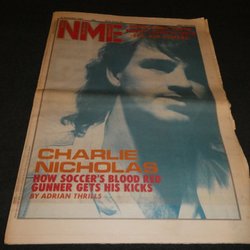 NME
CHARLIE
NICHOLAS
HOW SOCCER'S BLOOD RED
GUNNER GETS HIS KICKS
BY ADRIAN THRILLS